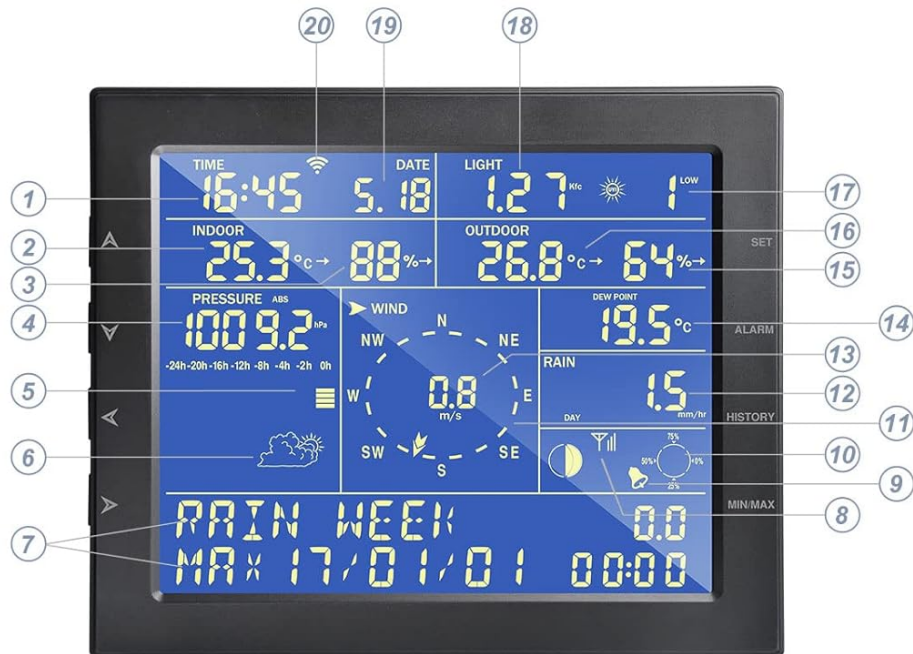 20 19 18
TIME DATE LIGHT
1 16:45 5.18 1.27 Kfc UVI 1 LOW 17
INDOOR OUTDOOR 16
2 25.3 °C → 88 %→ 26.8 °C → 64 %→ SET
3 15
PRESSURE ABS WIND DEW POINT
4 1009.2 hPa 19.5 °C ALARM 14
N
NW NE 13
-24h -20h -16h -12h -8h -4h -2h 0h
RAIN
5 W 0.8 E 1.5 12
m/s mm/hr
DAY HISTORY 11
6 SW SE 75%
S 50% 0% 10
25% 9
MIN/MAX
RAIN WEEK 0.0 8
7
MAX 17/01/01 00:00